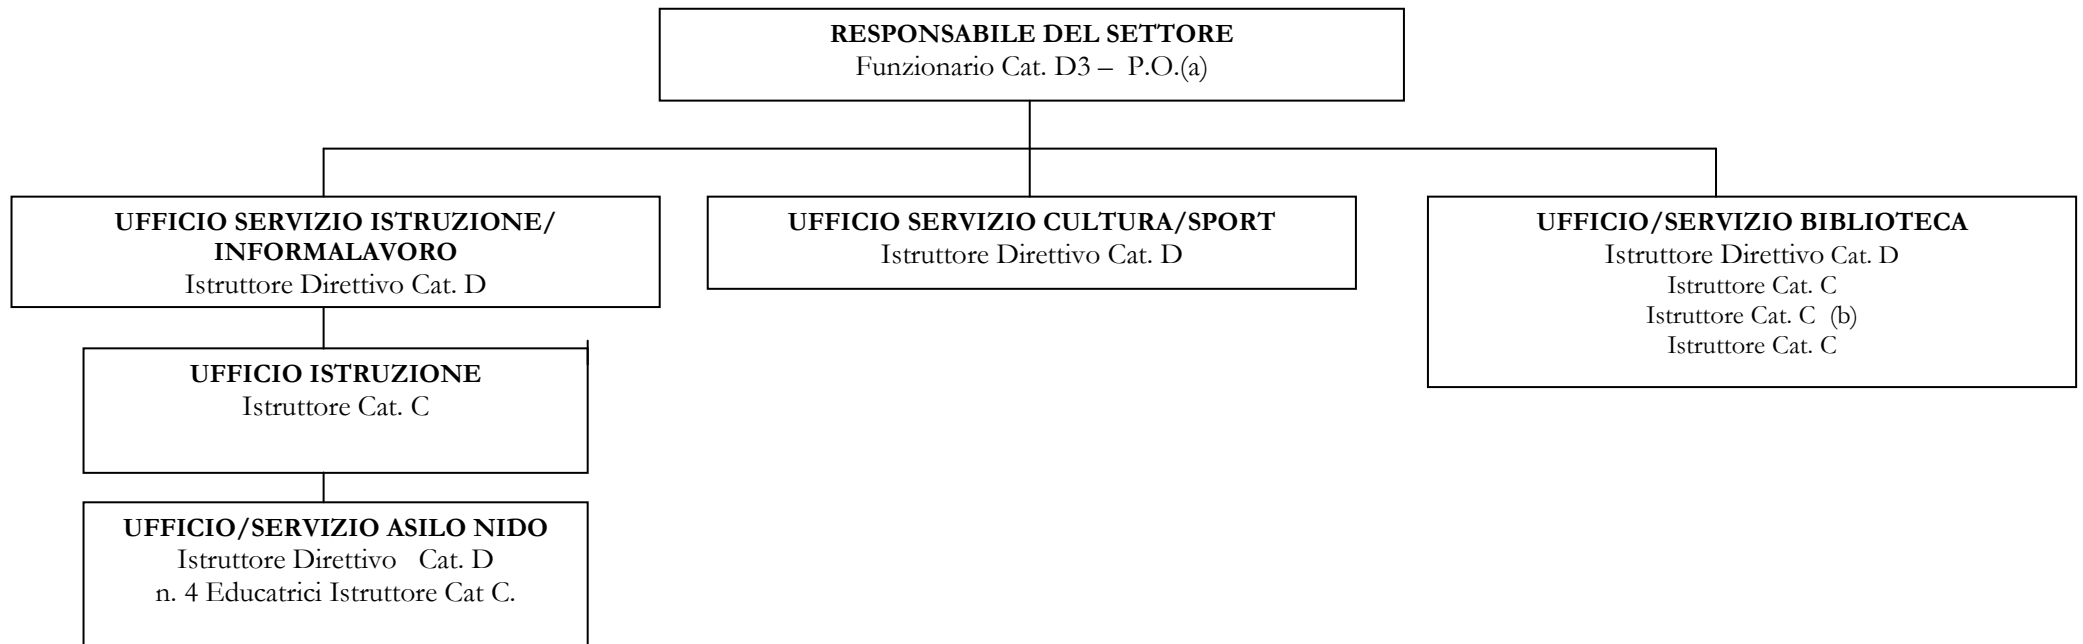 RESPONSABILE DEL SETTORE
Funzionario Cat. D3 – P.O.(a)
UFFICIO SERVIZIO ISTRUZIONE/
INFORMALAVORO
Istruttore Direttivo Cat. D
UFFICIO SERVIZIO CULTURA/SPORT
Istruttore Direttivo Cat. D
UFFICIO/SERVIZIO BIBLIOTECA
Istruttore Direttivo Cat. D
Istruttore Cat. C
Istruttore Cat. C (b)
Istruttore Cat. C
UFFICIO ISTRUZIONE
Istruttore Cat. C
UFFICIO/SERVIZIO ASILO NIDO
Istruttore Direttivo Cat. D
n. 4 Educatrici Istruttore Cat C.